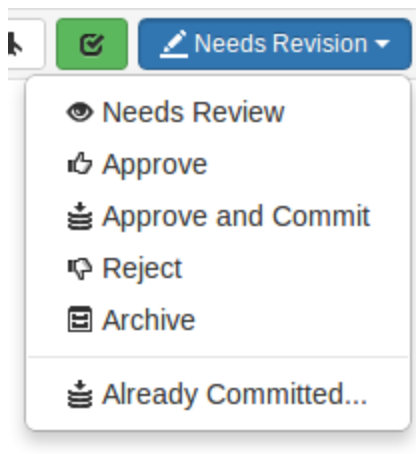 Needs Revision
Needs Review
Approve
Approve and Commit
Reject
Archive
Already Committed...